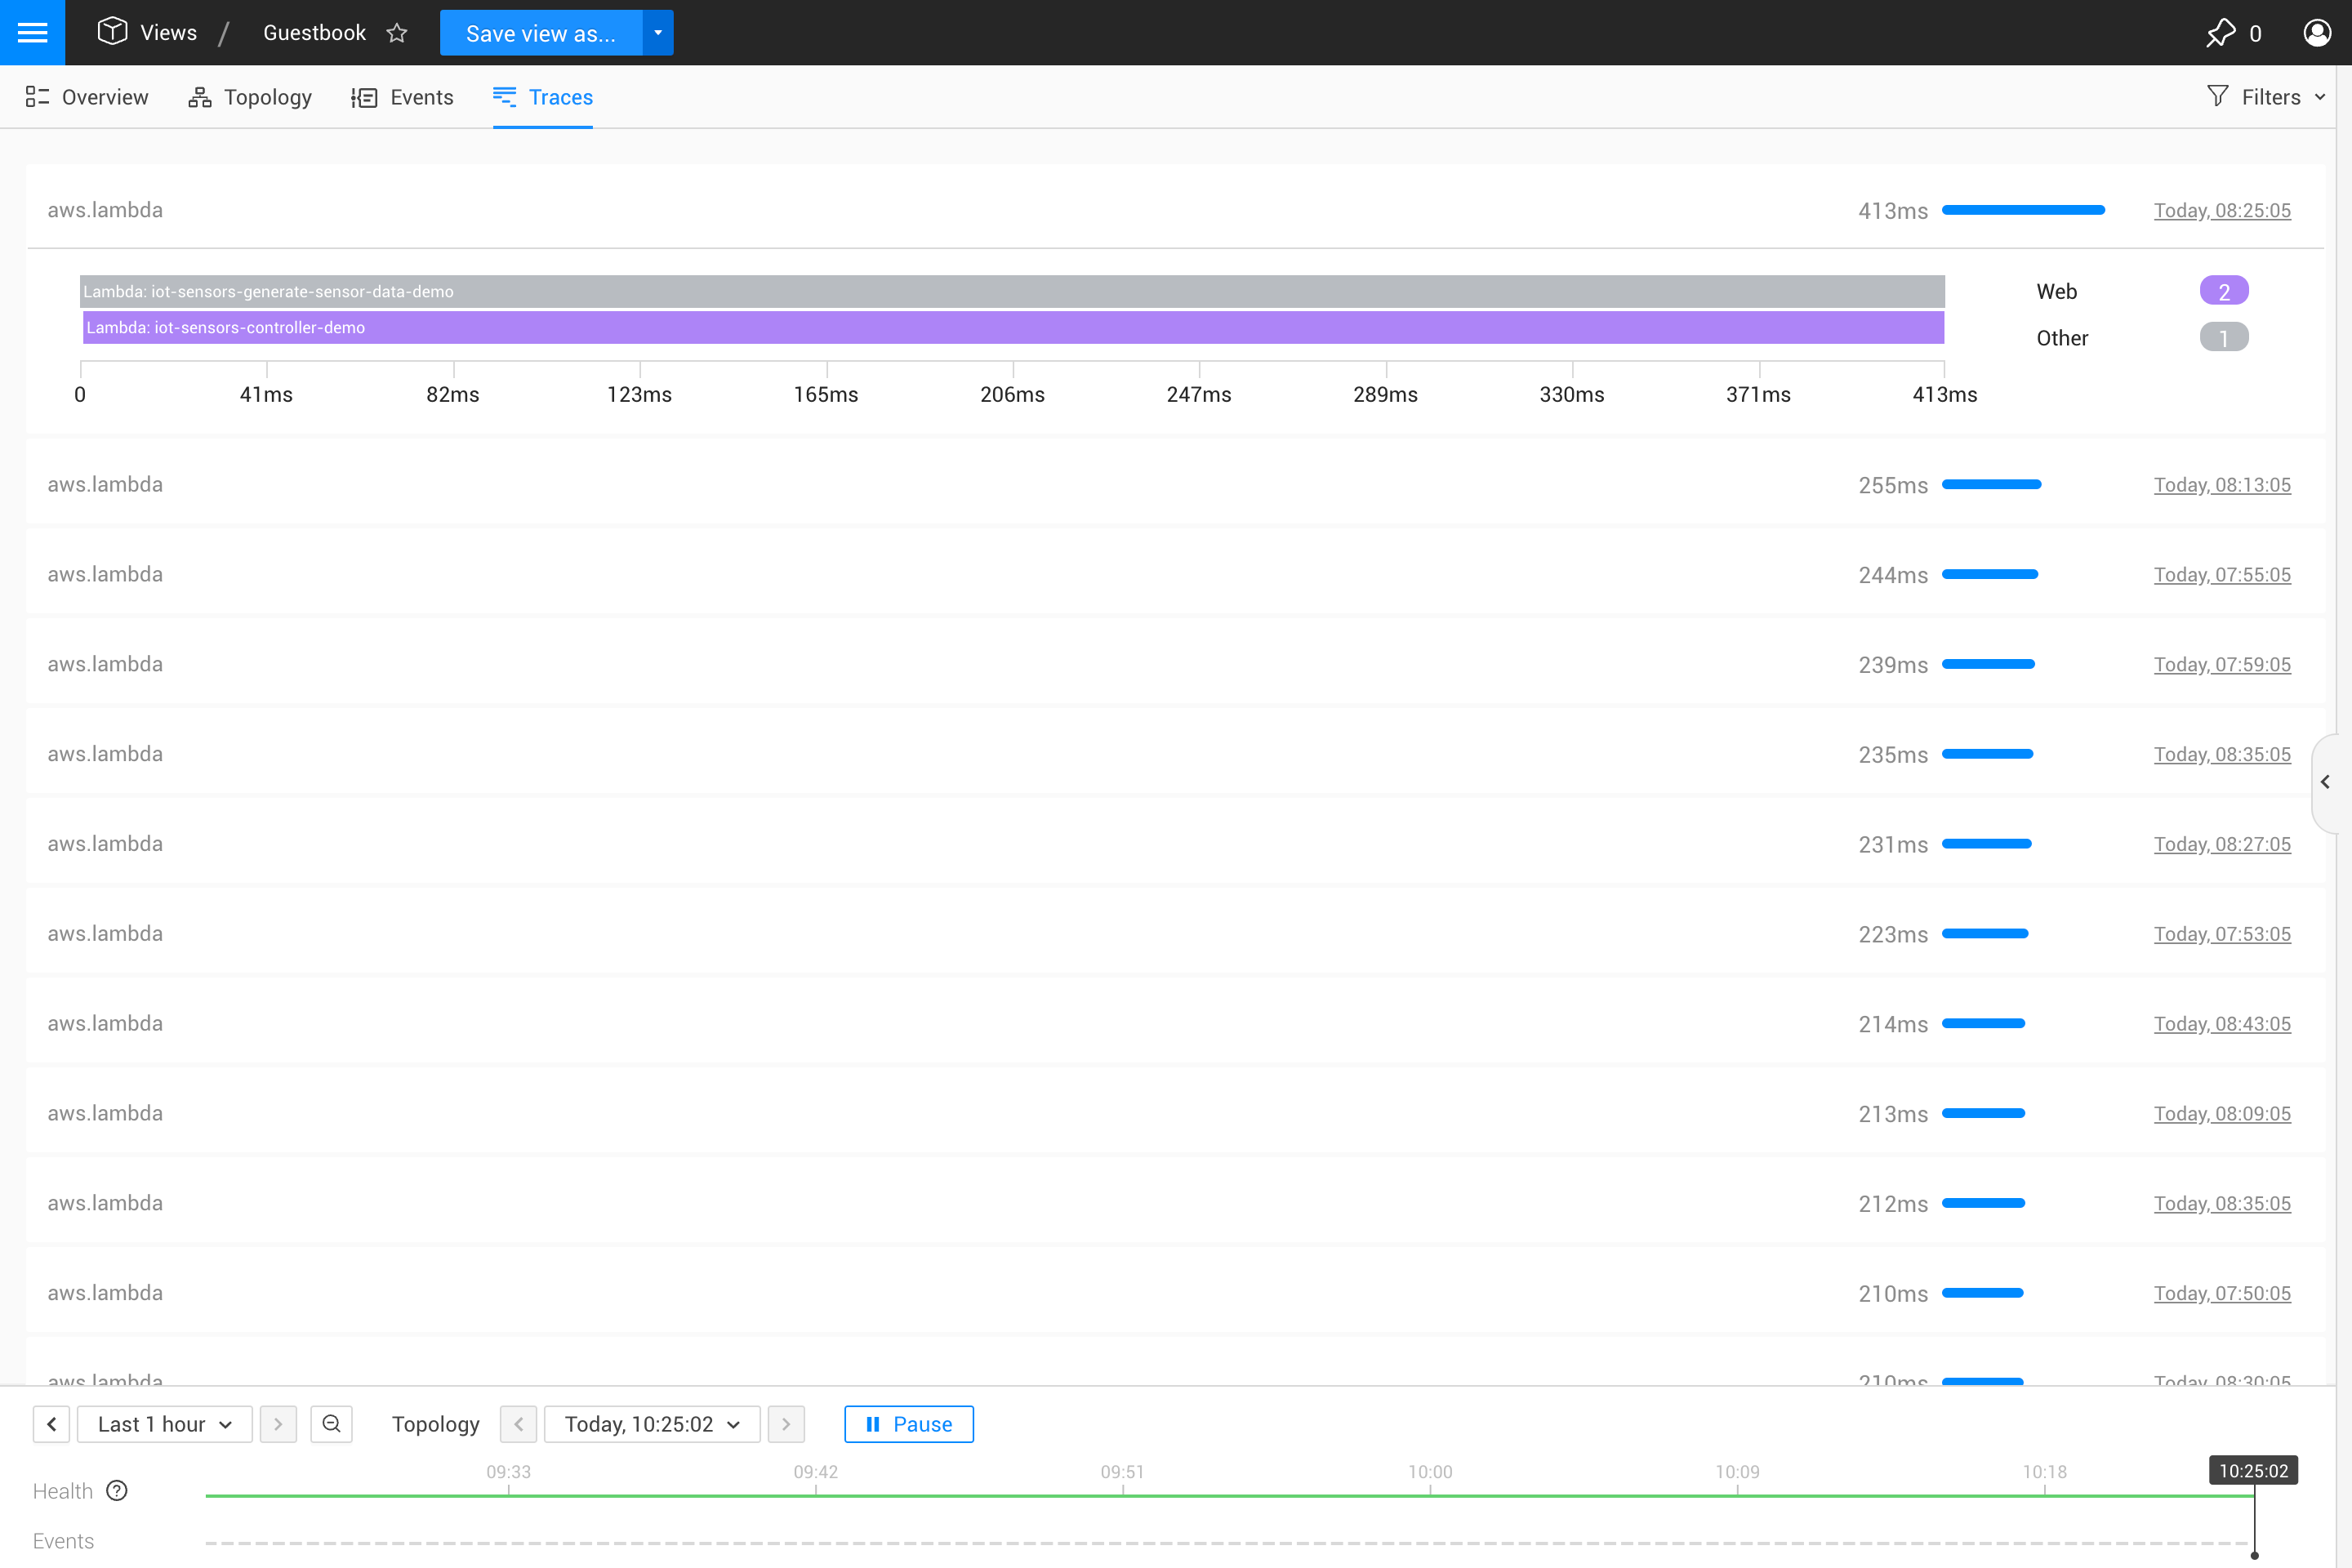 Views / Guestbook Save view as... 0
Overview Topology Events Traces Filters
aws.lambda 413ms Today, 08:25:05
Lambda: iot-sensors-generate-sensor-data-demo Web 2
Lambda: iot-sensors-controller-demo Other 1
0 41ms 82ms 123ms 165ms 206ms 247ms 289ms 330ms 371ms 413ms
aws.lambda 255ms Today, 08:13:05
aws.lambda 244ms Today, 07:55:05
aws.lambda 239ms Today, 07:59:05
aws.lambda 235ms Today, 08:35:05
aws.lambda 231ms Today, 08:27:05
aws.lambda 223ms Today, 07:53:05
aws.lambda 214ms Today, 08:43:05
aws.lambda 213ms Today, 08:09:05
aws.lambda 212ms Today, 08:35:05
aws.lambda 210ms Today, 07:50:05
aws.lambda 210ms Today, 08:30:05
Last 1 hour Topology Today, 10:25:02 Pause
09:33 09:42 09:51 10:00 10:09 10:18 10:25:02
Health ?
Events